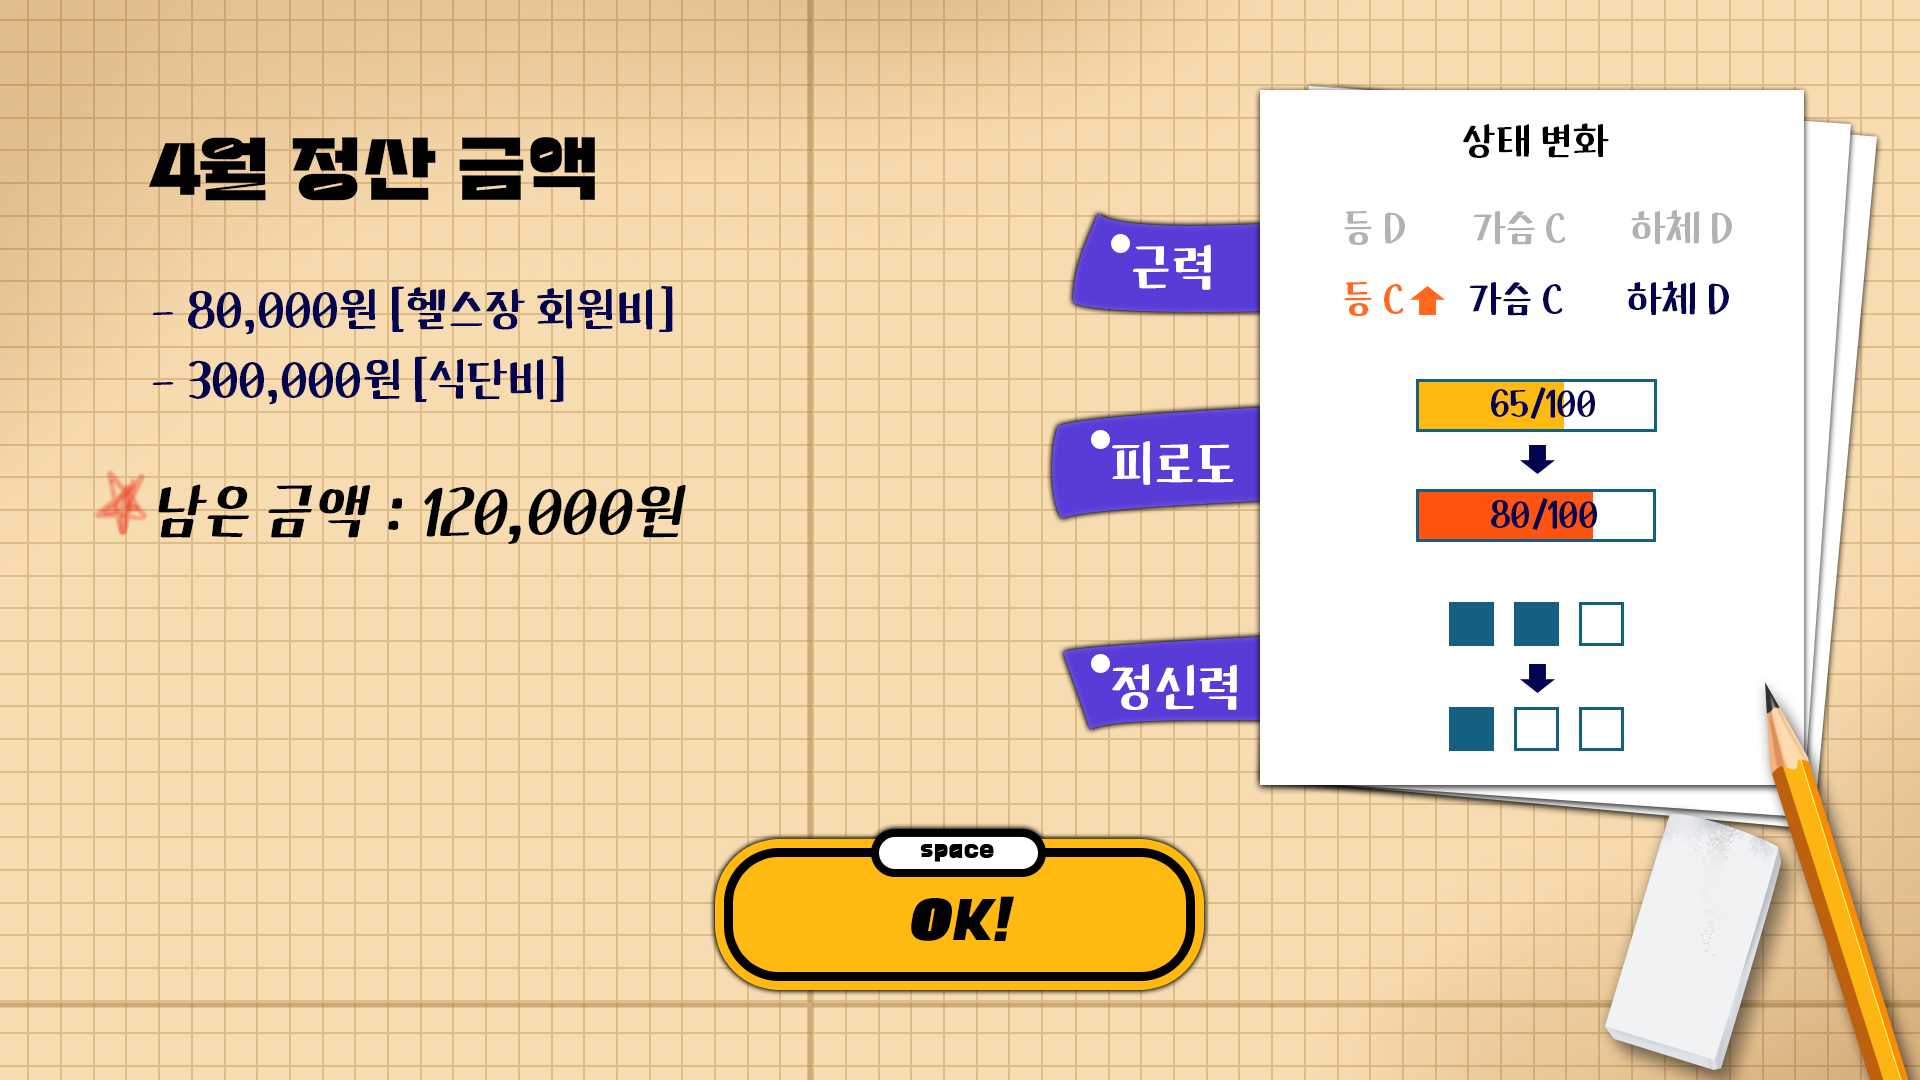 4월 정산 금액
- 80,000원 [헬스장 회원비]
- 300,000원 [식단비]
남은 금액 : 120,000원
상태 변화
근력
등 D 가슴 C 하체 D
등 C 가슴 C 하체 D
피로도
65/100
80/100
정신력
space
OK!